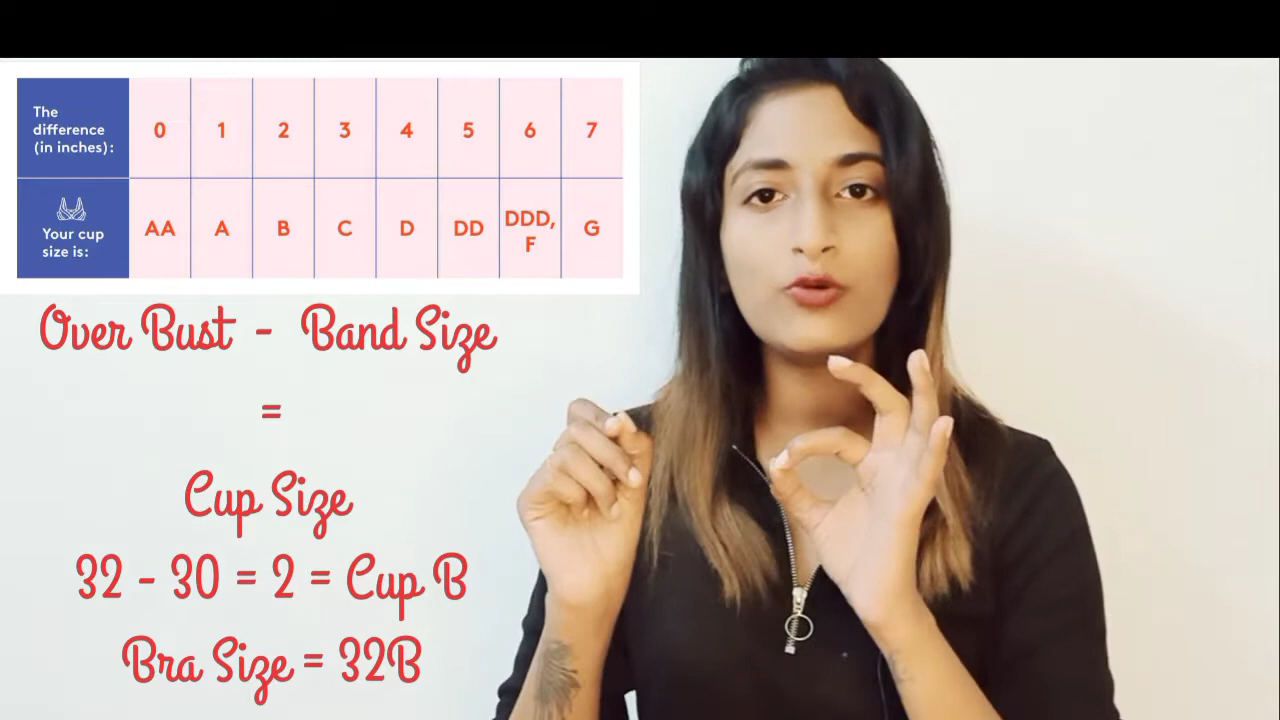 The
difference
(in inches):
0 1 2 3 4 5 6 7
Your cup
size is:
AA A B C D DD DDD, F G
Over Bust - Band Size
=
Cup Size
32 - 30 = 2 = Cup B
Bra Size = 32B